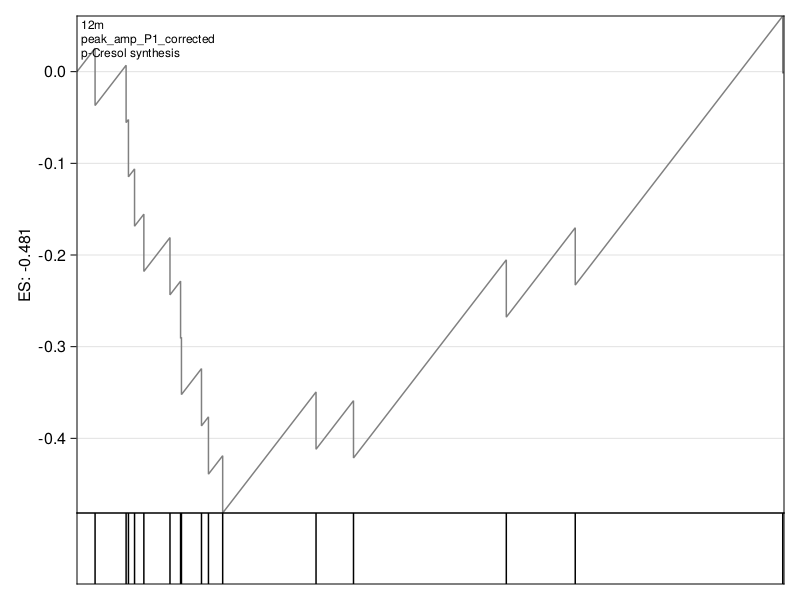 12m
peak_amp_P1_corrected
p-Cresol synthesis
0.0
-0.1
-0.2
-0.3
-0.4
ES: -0.481